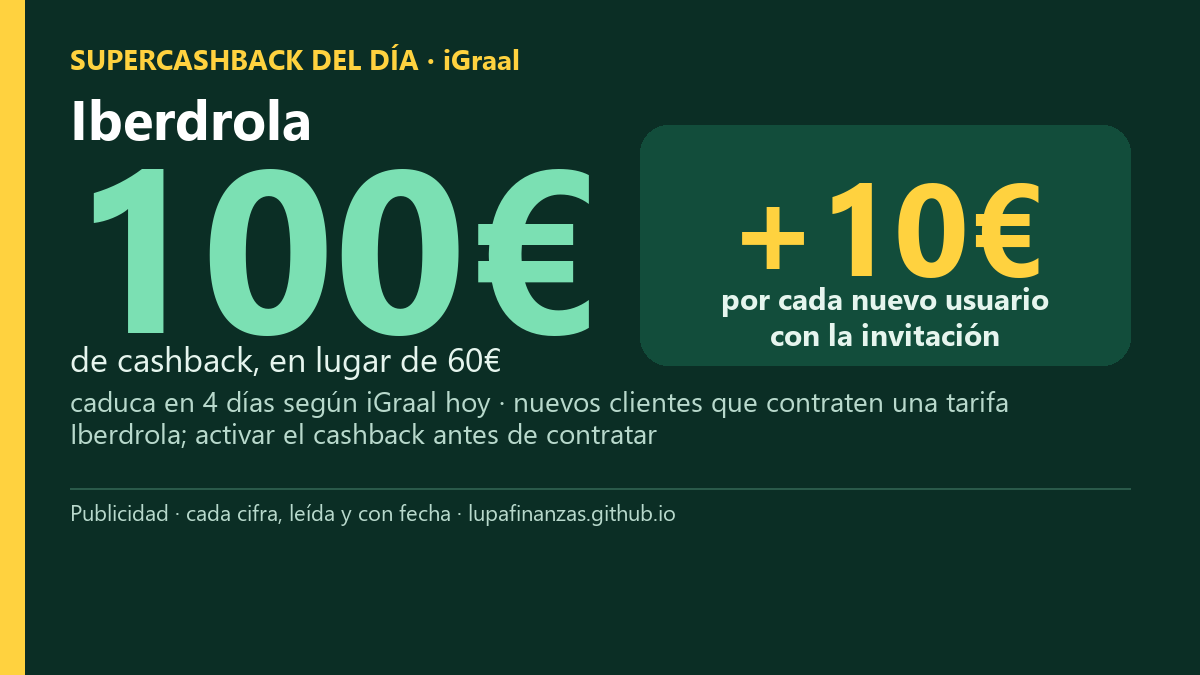 SUPERCASHBACK DEL DÍA · iGraal
Iberdrola
100€
de cashback, en lugar de 60€
+10€
por cada nuevo usuario
con la invitación
caduca en 4 días según iGraal hoy · nuevos clientes que contraten una tarifa
Iberdrola; activar el cashback antes de contratar
Publicidad · cada cifra, leída y con fecha · lupafinanzas.github.io